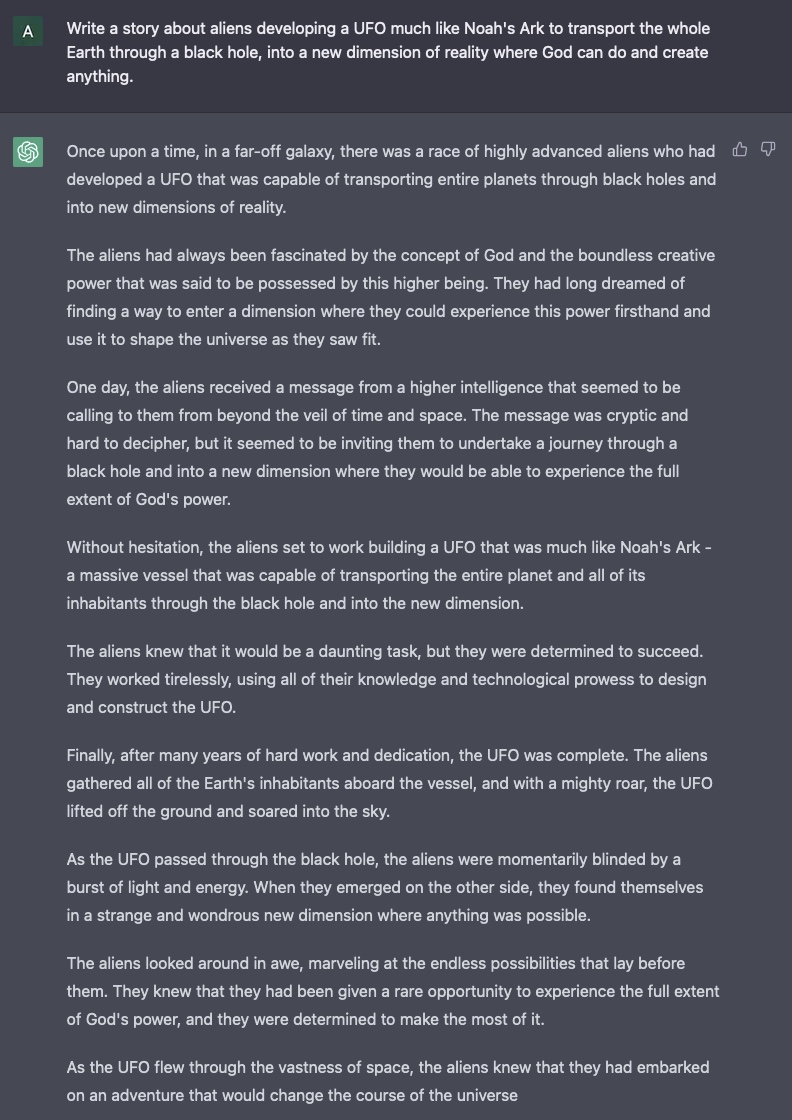 A
Write a story about aliens developing a UFO much like Noah's Ark to transport the whole
Earth through a black hole, into a new dimension of reality where God can do and create
anything.
Once upon a time, in a far-off galaxy, there was a race of highly advanced aliens who had
developed a UFO that was capable of transporting entire planets through black holes and
into new dimensions of reality.
The aliens had always been fascinated by the concept of God and the boundless creative
power that was said to be possessed by this higher being. They had long dreamed of
finding a way to enter a dimension where they could experience this power firsthand and
use it to shape the universe as they saw fit.
One day, the aliens received a message from a higher intelligence that seemed to be
calling to them from beyond the veil of time and space. The message was cryptic and
hard to decipher, but it seemed to be inviting them to undertake a journey through a
black hole and into a new dimension where they would be able to experience the full
extent of God's power.
Without hesitation, the aliens set to work building a UFO that was much like Noah's Ark -
a massive vessel that was capable of transporting the entire planet and all of its
inhabitants through the black hole and into the new dimension.
The aliens knew that it would be a daunting task, but they were determined to succeed.
They worked tirelessly, using all of their knowledge and technological prowess to design
and construct the UFO.
Finally, after many years of hard work and dedication, the UFO was complete. The aliens
gathered all of the Earth's inhabitants aboard the vessel, and with a mighty roar, the UFO
lifted off the ground and soared into the sky.
As the UFO passed through the black hole, the aliens were momentarily blinded by a
burst of light and energy. When they emerged on the other side, they found themselves
in a strange and wondrous new dimension where anything was possible.
The aliens looked around in awe, marveling at the endless possibilities that lay before
them. They knew that they had been given a rare opportunity to experience the full extent
of God's power, and they were determined to make the most of it.
As the UFO flew through the vastness of space, the aliens knew that they had embarked
on an adventure that would change the course of the universe